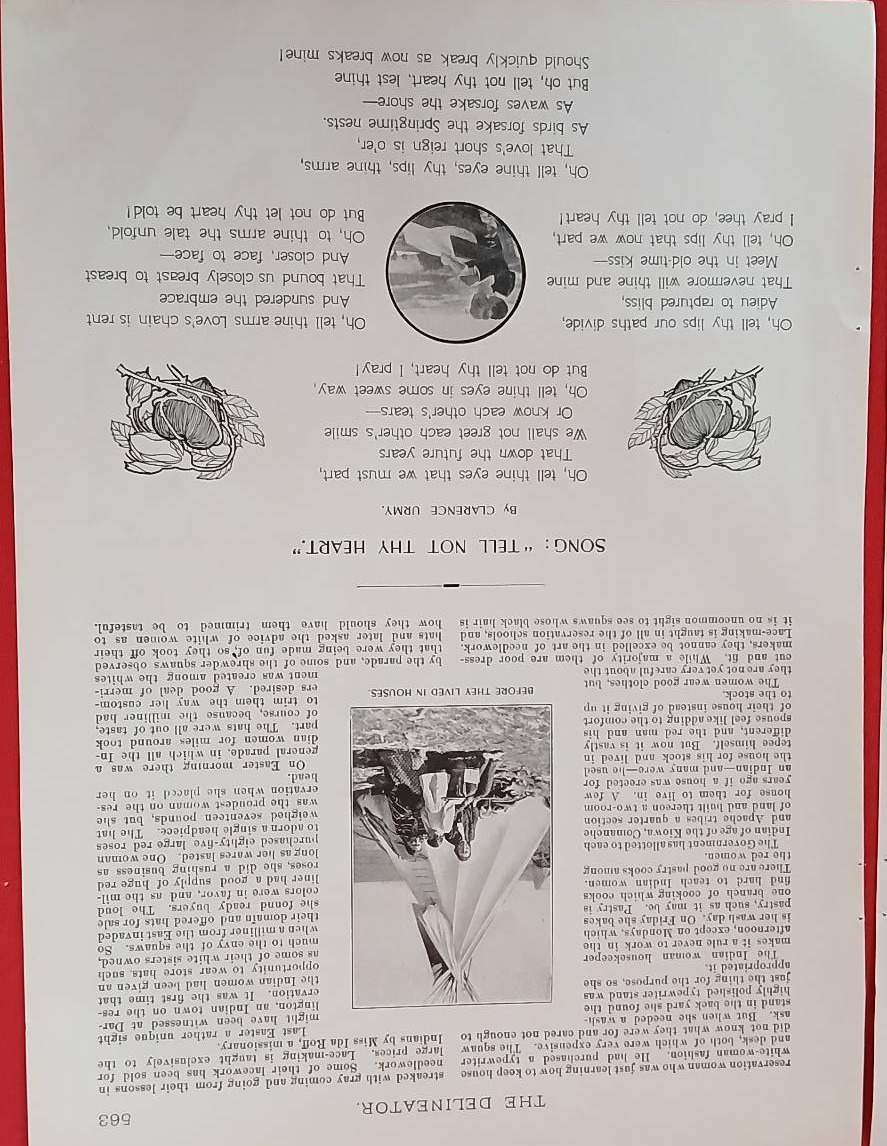 THE DELINEATOR.
563
reservation woman who was just learning how to keep house
white-woman fashion. He had purchased a typewriter
and desk, both of which were very expensive. The squaw
did not know what they were for and cared not enough to
ask. But when she needed a wash-
stand in the back yard she found the
highly polished typewriter stand was
just the thing for the purpose, so she
appropriated it.
The Indian woman housekeeper
makes it a rule never to work in the
afternoon, except on Mondays, which
is her wash day. On Friday she bakes
pastry, such as it may be. Pastry is
one branch of cooking which cooks
find hard to teach Indian women.
There are no good pastry cooks among
the red women.
The Government has allotted to each
Indian of age of the Kiowa, Comanche
and Apache tribes a quarter section
of land and built thereon a two-room
house for them to live in. A few
years ago if a house was erected for
an Indian—and many were—he used
the house for his stock and lived in
tepee himself. But now it is vastly
different, and the red man and his
spouse feel like adding to the comfort
of their house instead of giving it up
to the stock.
The women wear good clothes, but
they are not yet very careful about the
cut and fit. While a majority of them are poor dress-
makers, they cannot be excelled in the art of needlework.
Lace-making is taught in all of the reservation schools, and
it is no uncommon sight to see squaws whose black hair is
BEFORE THEY LIVED IN HOUSES.
streaked with gray coming and going from their lessons in
needlework. Some of their lacework has been sold for
large prices. Lace-making is taught exclusively to the
Indians by Miss Ida Roff, a missionary.
Last Easter a rather unique sight
might have been witnessed at Dar-
lington, an Indian town on the res-
ervation. It was the first time that
the Indian women had been given an
opportunity to wear store hats, such
as some of their white sisters owned,
much to the envy of the squaws. So
when a milliner from the East invaded
their domain and offered hats for sale
she found ready buyers. The loud
colors were in favor, and as the mil-
liner had a good supply of huge red
roses, she did a rushing business as
long as her wares lasted. One woman
purchased eighty-five large red roses
to adorn a single headpiece. The hat
weighed seventeen pounds, but she
was the proudest woman on the res-
ervation when she placed it on her
head.
On Easter morning there was a
general parade, in which all the In-
dian women for miles around took
part. The hats were all out of taste,
of course, because the milliner had
to trim them the way her custom-
ers desired. A good deal of merri-
ment was created among the whites
by the parade, and some of the shrewder squaws observed
that they were being made fun of, so they took off their
hats and later asked the advice of white women as to
how they should have them trimmed to be tasteful.
SONG: "TELL NOT THY HEART."
By CLARENCE URMY.
Oh, tell thine eyes that we must part,
That down the future years
We shall not greet each other's smile
Or know each other's tears—
Oh, tell thine eyes in some sweet way,
But do not tell thy heart, I pray!
Oh, tell thy lips our paths divide,
Adieu to raptured bliss,
That nevermore will thine and mine
Meet in the old-time kiss—
Oh, tell thy lips that now we part,
I pray thee, do not tell thy heart!
Oh, tell thine arms Love's chain is rent
And sundered the embrace
That bound us closely breast to breast
And closer, face to face—
Oh, to thine arms the tale unfold,
But do not let thy heart be told!
Oh, tell thine eyes, thy lips, thine arms,
That love's short reign is o'er,
As birds forsake the Springtime nests.
As waves forsake the shore—
But oh, tell not thy heart, lest thine
Should quickly break as now breaks mine!